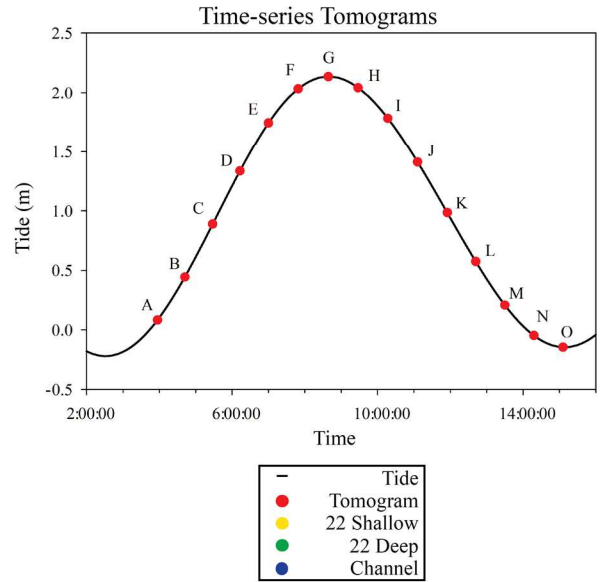 Time-series Tomograms
2.5
2.0
1.5
1.0
0.5
0.0
-0.5
Tide (m)
A
B
C
D
E
F
G
H
I
J
K
L
M
N
O
2:00:00
6:00:00
10:00:00
14:00:00
Time
Tide
Tomogram
22 Shallow
22 Deep
Channel